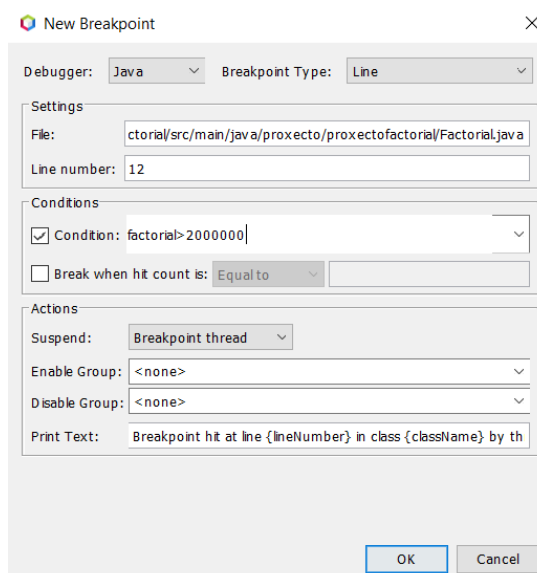 New Breakpoint
Debugger: Java Breakpoint Type: Line
Settings
File: ctorial/src/main/java/proxecto/proxectofactorial/Factorial.java
Line number: 12
Conditions
Condition: factorial>2000000
Break when hit count is: Equal to
Actions
Suspend: Breakpoint thread
Enable Group: <none>
Disable Group: <none>
Print Text: Breakpoint hit at line {lineNumber} in class {className} by th
OK Cancel